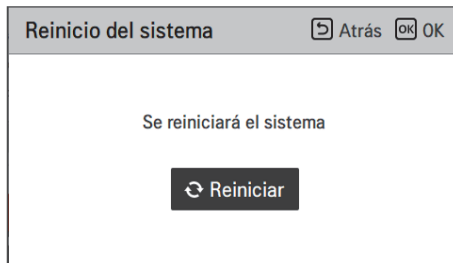 Reinicio del sistema Atrás OK OK
Se reiniciará el sistema
Reiniciar